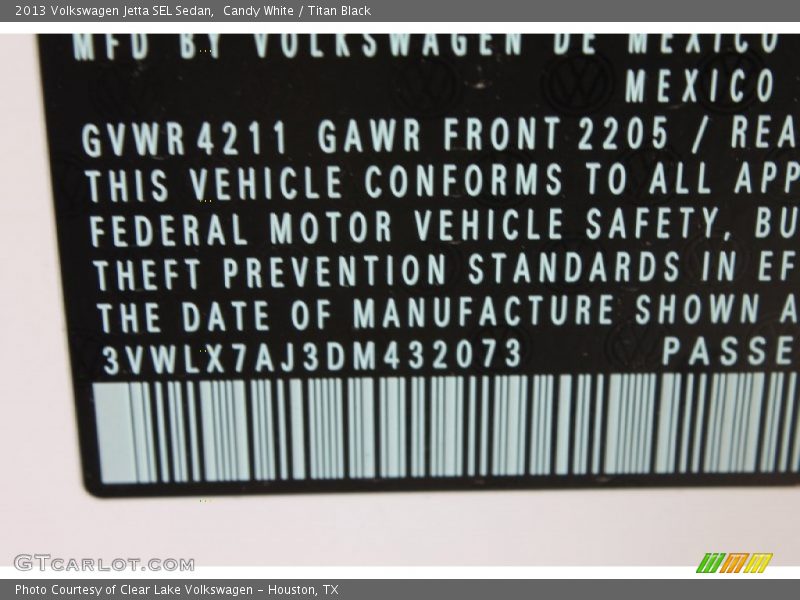 2013 Volkswagen Jetta SEL Sedan,  Candy White / Titan Black
MFD BY VOLKSWAGEN DE MEXICO
MEXICO
GVWR 4211 GAWR FRONT 2205 / REA
THIS VEHICLE CONFORMS TO ALL APP
FEDERAL MOTOR VEHICLE SAFETY, BU
THEFT PREVENTION STANDARDS IN EF
THE DATE OF MANUFACTURE SHOWN A
3VWLX7AJ3DM432073 PASSE
GTCARLOT.COM
Photo Courtesy of Clear Lake Volkswagen – Houston, TX